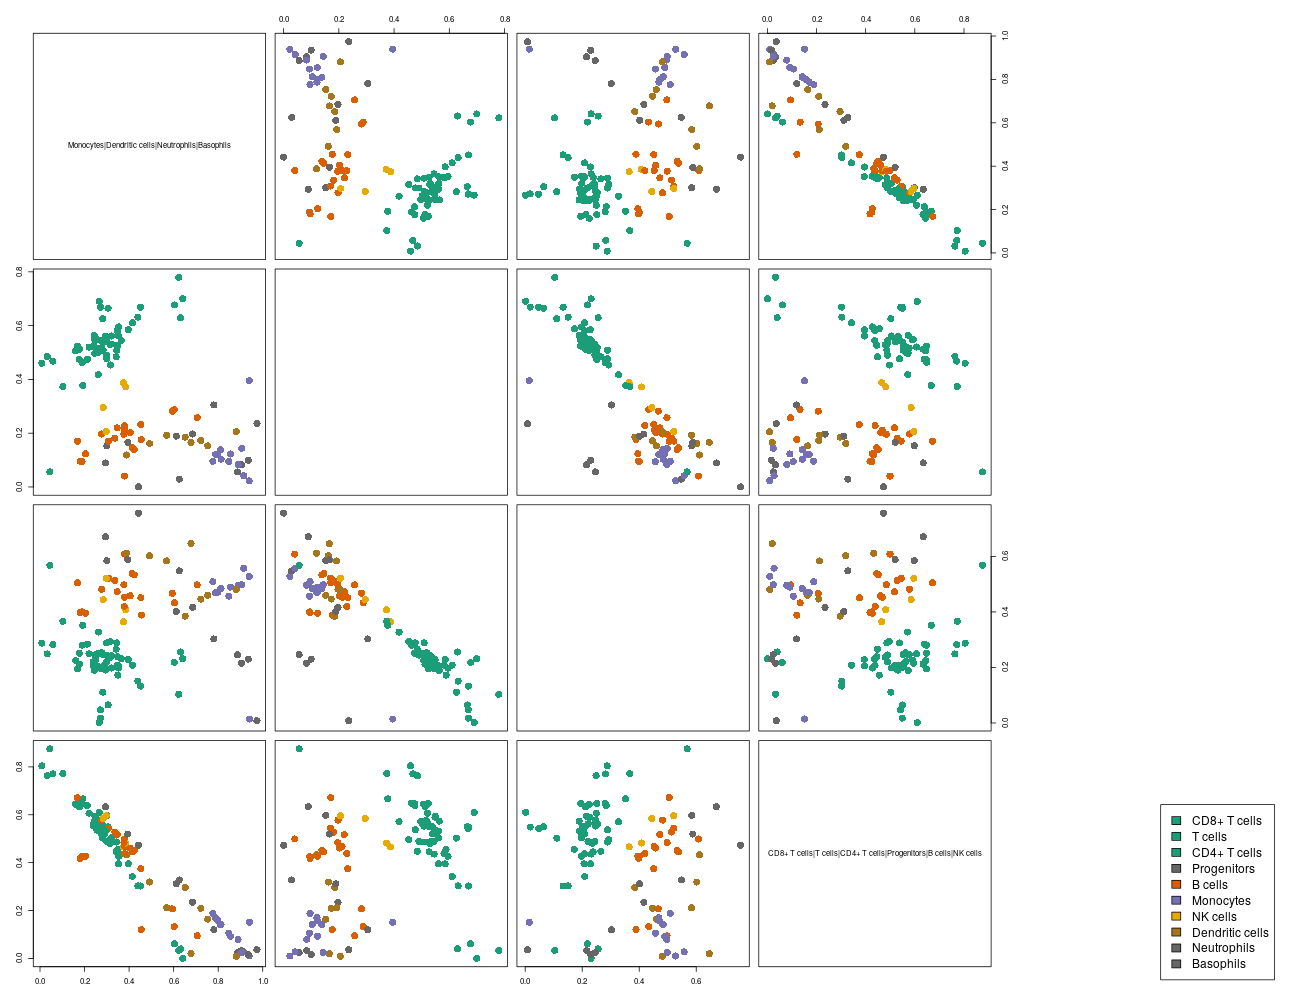 0.0 0.2 0.4 0.6 0.8
0.0 0.2 0.4 0.6 0.8
Monocytes|Dendritic cells|Neutrophils|Basophils
0.0 0.2 0.4 0.6 0.8 1.0
0.0 0.2 0.4 0.6 0.8
0.0 0.2 0.4 0.6
0.0 0.2 0.4 0.6 0.8
CD8+ T cells|T cells|CD4+ T cells|Progenitors|B cells|NK cells
0.0 0.2 0.4 0.6 0.8 1.0
0.0 0.2 0.4 0.6
CD8+ T cells
T cells
CD4+ T cells
Progenitors
B cells
Monocytes
NK cells
Dendritic cells
Neutrophils
Basophils